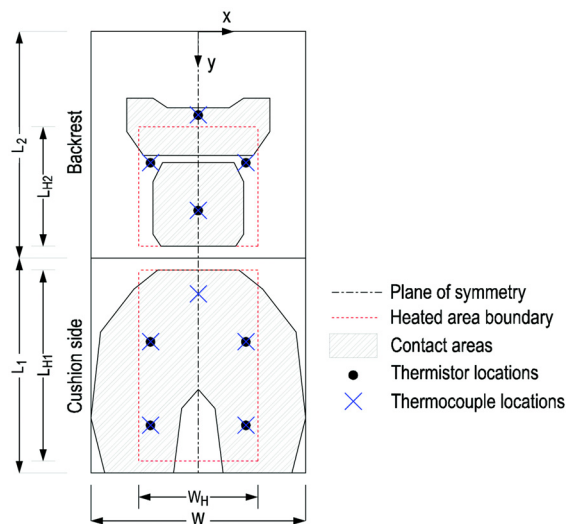 x
y
L2
Backrest
LH2
L1
LH1
Cushion side
Plane of symmetry
Heated area boundary
Contact areas
Thermistor locations
Thermocouple locations
WH
W